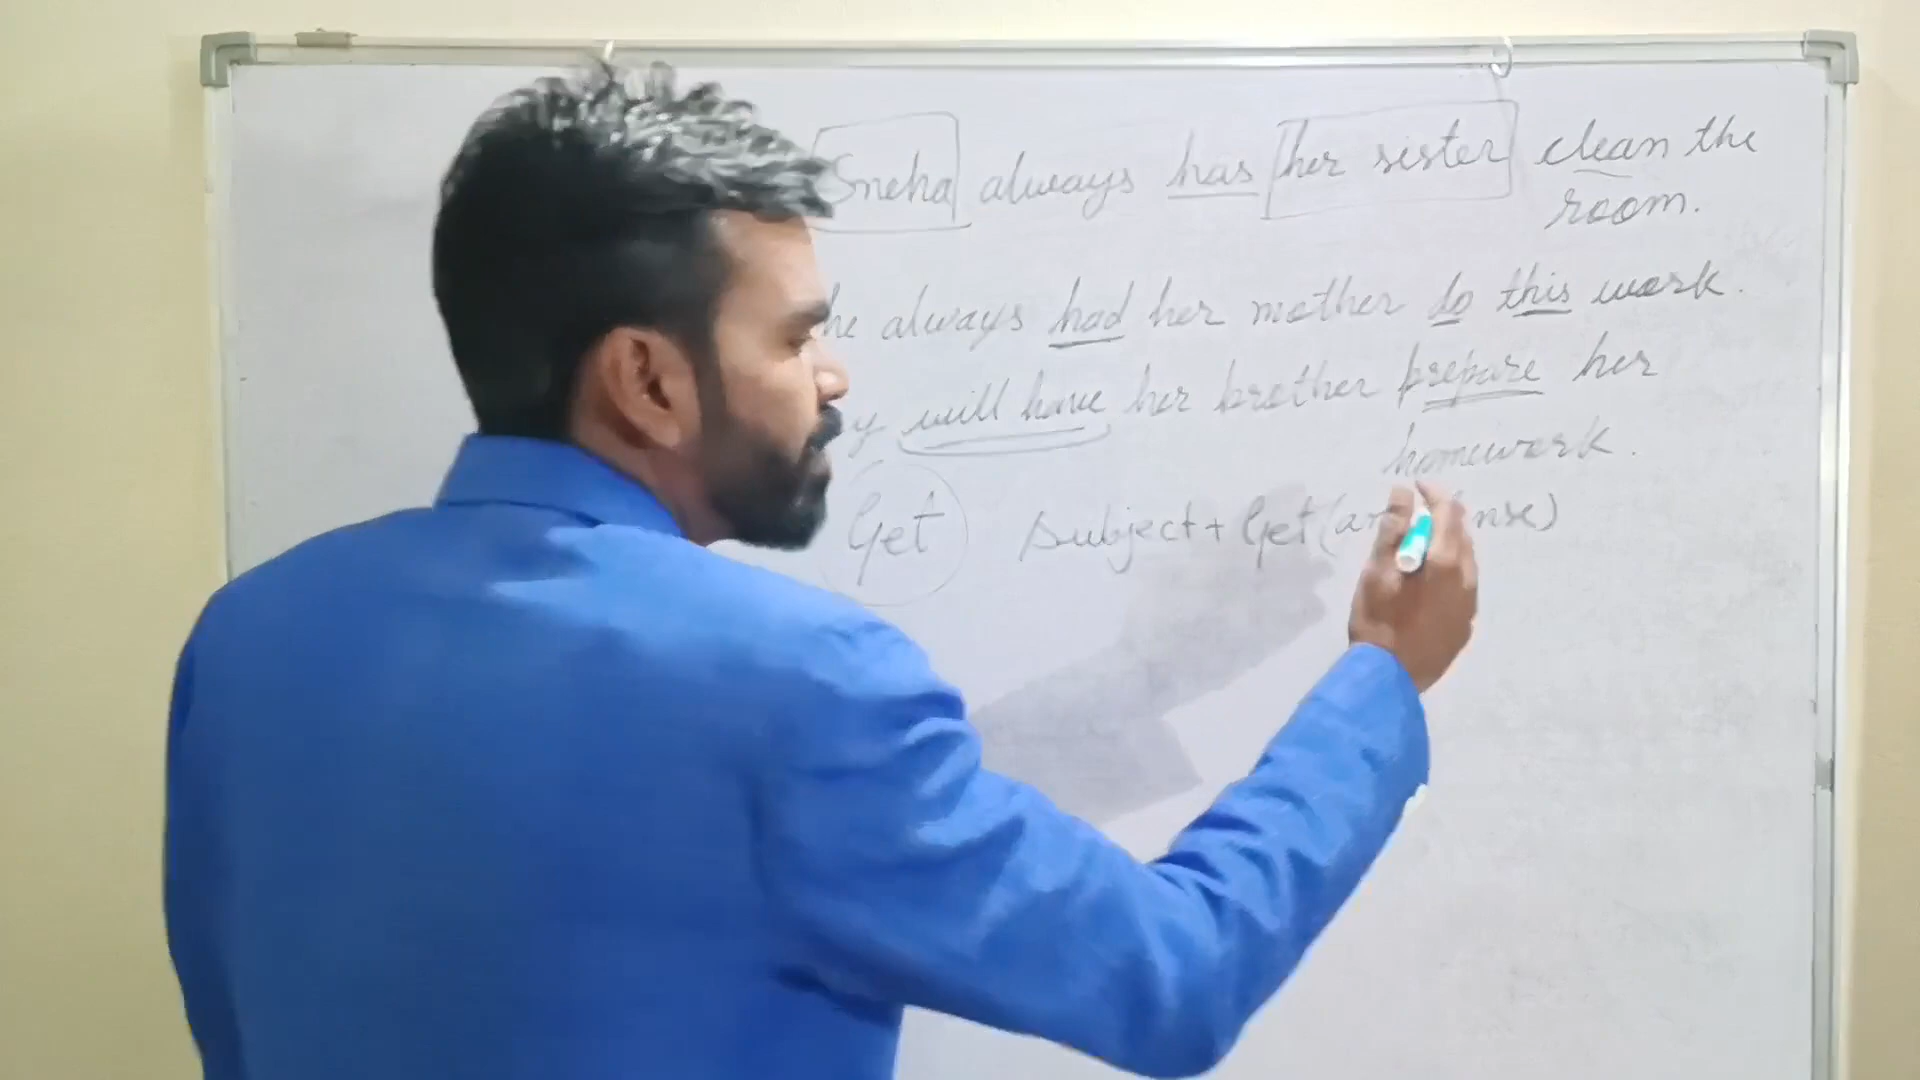 Sneha always has her sister clean the
room.
he always had her mother do this work.
y will have her brother prepare her
homework.
Get Subject + Get (